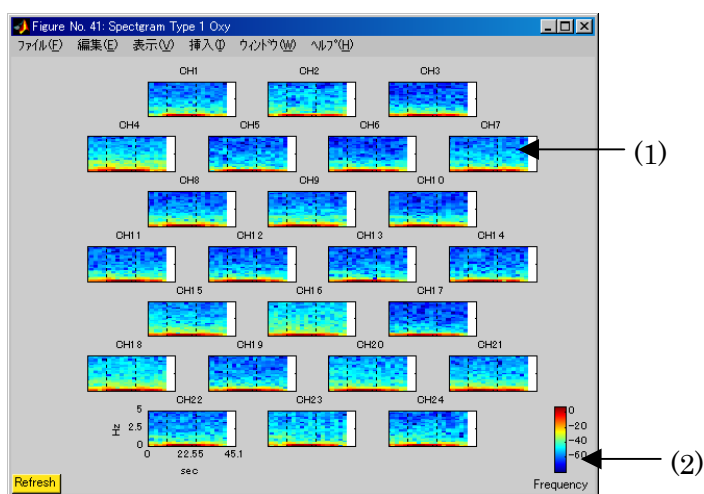 Figure No. 41: Spectgram Type 1 Oxy
ファイル(F) 編集(E) 表示(V) 挿入(I) ウィンドウ(W) ヘルプ(H)
CH1 CH2 CH3
CH4 CH5 CH6 CH7
(1)
CH8 CH9 CH10
CH11 CH12 CH13 CH14
CH15 CH16 CH17
CH18 CH19 CH20 CH21
CH22 CH23 CH24
5
2.5
0
Hz
0 22.55 45.1
sec
0
-20
-40
-60
(2)
Refresh
Frequency